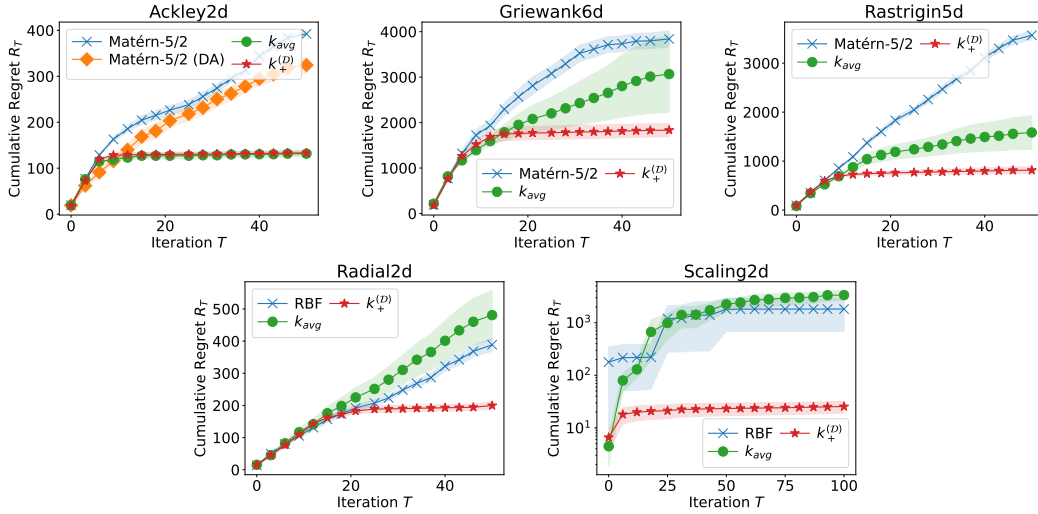 Ackley2d
Cumulative Regret R_T
400
300
200
100
0
Matérn-5/2
Matérn-5/2 (DA)
k_avg
k_+^(D)
0
20
40
Iteration T
Griewank6d
Cumulative Regret R_T
4000
3000
2000
1000
0
Matérn-5/2
k_avg
k_+^(D)
0
20
40
Iteration T
Rastrigin5d
Cumulative Regret R_T
3000
2000
1000
0
Matérn-5/2
k_avg
k_+^(D)
0
20
40
Iteration T
Radial2d
Cumulative Regret R_T
500
400
300
200
100
0
RBF
k_avg
k_+^(D)
0
20
40
Iteration T
Scaling2d
Cumulative Regret R_T
10^3
10^2
10^1
RBF
k_avg
k_+^(D)
0
25
50
75
100
Iteration T